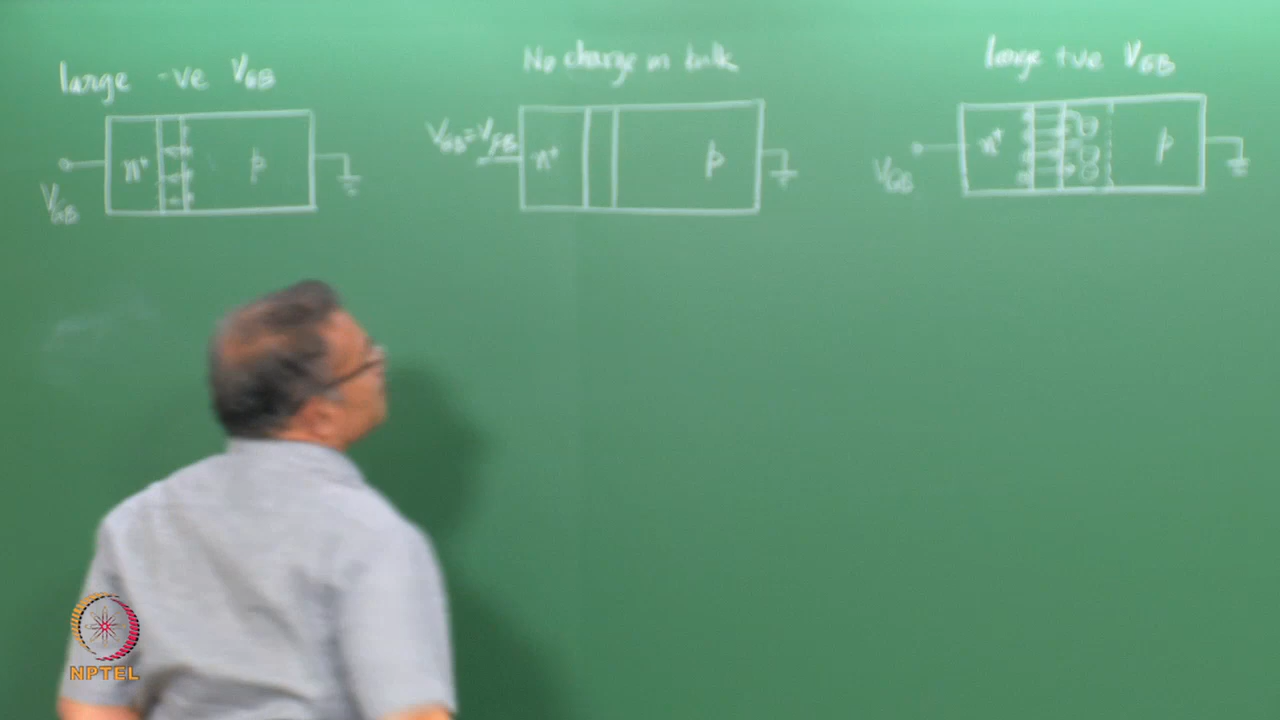 large -ve VGB
n+ p
VGB
No charge in bulk
VGB=VFB n+ p
large +ve VGB
n+ p
VGB
NPTEL